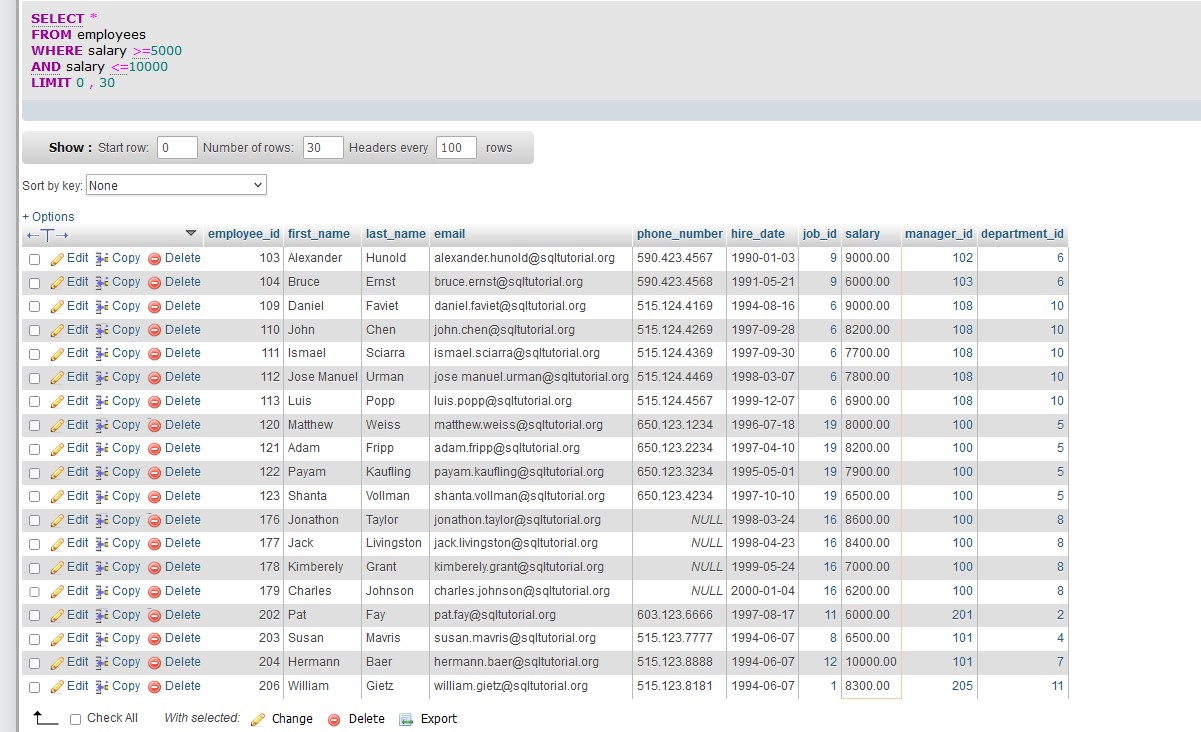 SELECT *
FROM employees
WHERE salary >=5000
AND salary <=10000
LIMIT 0 , 30
Show : Start row: 0 Number of rows: 30 Headers every 100 rows
Sort by key: None
+ Options
←T→ employee_id first_name last_name email phone_number hire_date job_id salary manager_id department_id
Edit Copy Delete 103 Alexander Hunold alexander.hunold@sqltutorial.org 590.423.4567 1990-01-03 9 9000.00 102 6
Edit Copy Delete 104 Bruce Ernst bruce.ernst@sqltutorial.org 590.423.4568 1991-05-21 9 6000.00 103 6
Edit Copy Delete 109 Daniel Faviet daniel.faviet@sqltutorial.org 515.124.4169 1994-08-16 6 9000.00 108 10
Edit Copy Delete 110 John Chen john.chen@sqltutorial.org 515.124.4269 1997-09-28 6 8200.00 108 10
Edit Copy Delete 111 Ismael Sciarra ismael.sciarra@sqltutorial.org 515.124.4369 1997-09-30 6 7700.00 108 10
Edit Copy Delete 112 Jose Manuel Urman jose manuel.urman@sqltutorial.org 515.124.4469 1998-03-07 6 7800.00 108 10
Edit Copy Delete 113 Luis Popp luis.popp@sqltutorial.org 515.124.4567 1999-12-07 6 6900.00 108 10
Edit Copy Delete 120 Matthew Weiss matthew.weiss@sqltutorial.org 650.123.1234 1996-07-18 19 8000.00 100 5
Edit Copy Delete 121 Adam Fripp adam.fripp@sqltutorial.org 650.123.2234 1997-04-10 19 8200.00 100 5
Edit Copy Delete 122 Payam Kaufling payam.kaufling@sqltutorial.org 650.123.3234 1995-05-01 19 7900.00 100 5
Edit Copy Delete 123 Shanta Vollman shanta.vollman@sqltutorial.org 650.123.4234 1997-10-10 19 6500.00 100 5
Edit Copy Delete 176 Jonathon Taylor jonathon.taylor@sqltutorial.org NULL 1998-03-24 16 8600.00 100 8
Edit Copy Delete 177 Jack Livingston jack.livingston@sqltutorial.org NULL 1998-04-23 16 8400.00 100 8
Edit Copy Delete 178 Kimberely Grant kimberely.grant@sqltutorial.org NULL 1999-05-24 16 7000.00 100 8
Edit Copy Delete 179 Charles Johnson charles.johnson@sqltutorial.org NULL 2000-01-04 16 6200.00 100 8
Edit Copy Delete 202 Pat Fay pat.fay@sqltutorial.org 603.123.6666 1997-08-17 11 6000.00 201 2
Edit Copy Delete 203 Susan Mavris susan.mavris@sqltutorial.org 515.123.7777 1994-06-07 8 6500.00 101 4
Edit Copy Delete 204 Hermann Baer hermann.baer@sqltutorial.org 515.123.8888 1994-06-07 12 10000.00 101 7
Edit Copy Delete 206 William Gietz william.gietz@sqltutorial.org 515.123.8181 1994-06-07 1 8300.00 205 11
Check All With selected: Change Delete Export